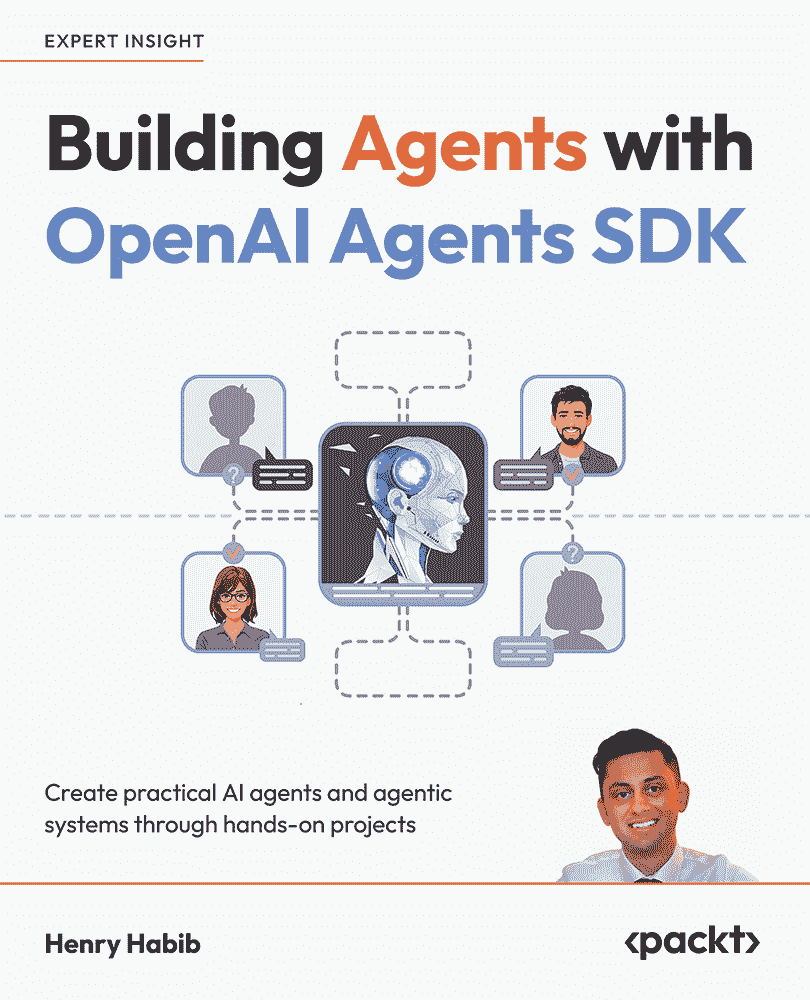 EXPERT INSIGHT
Building Agents with
OpenAI Agents SDK
?
?
Create practical AI agents and agentic
systems through hands-on projects
Henry Habib
<packt>